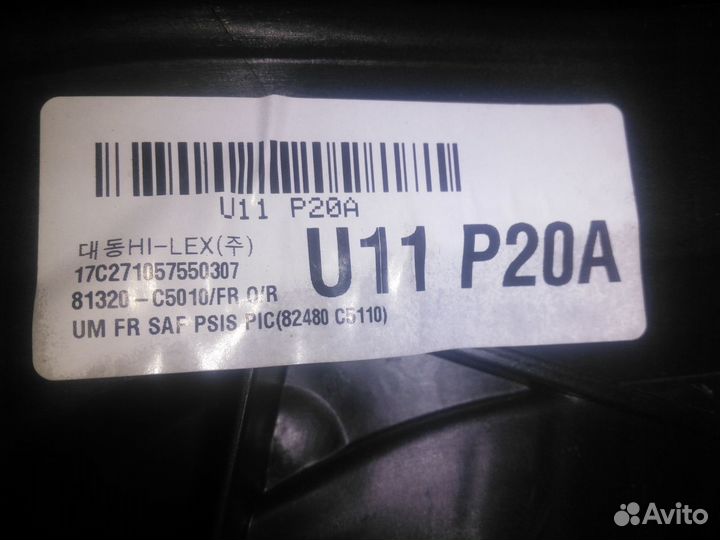 U11 P20A
대동HI-LEX(주)
U11 P20A
17C271057550307
81320-C5010/FR O/R
UM FR SAF PSIS PIC(82480 C5110)
Avito